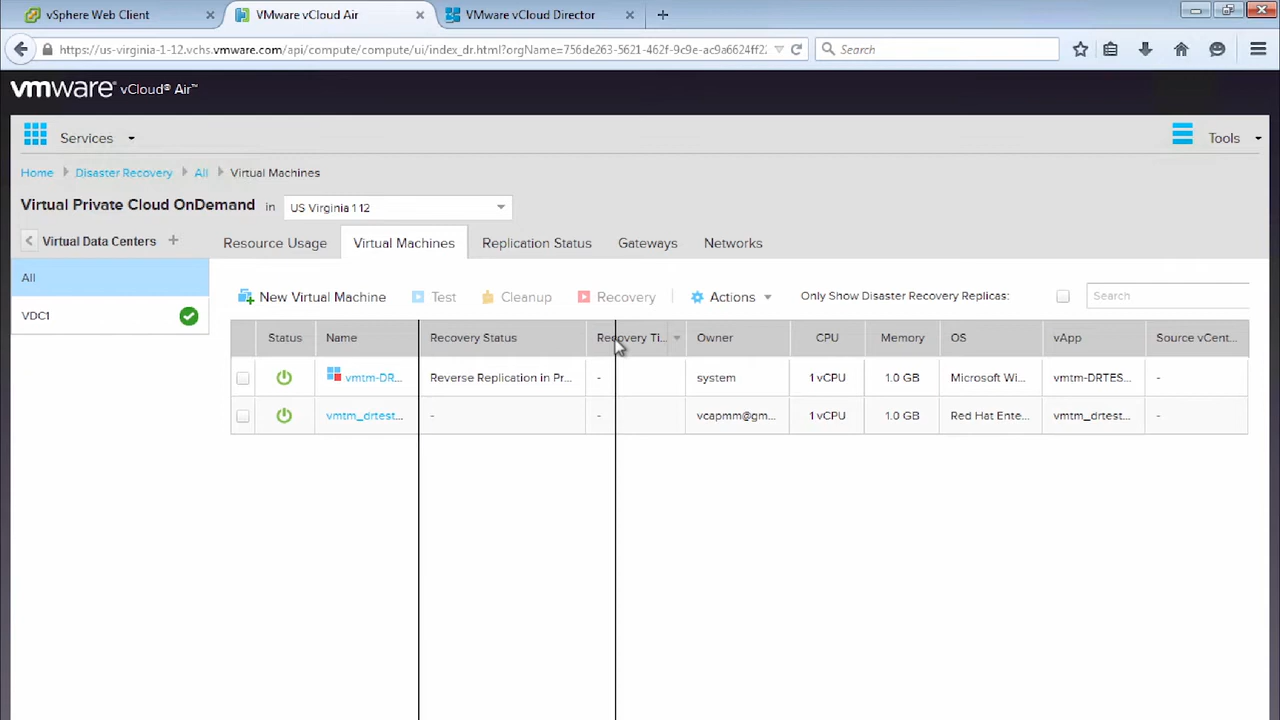 vSphere Web Client × VMware vCloud Air × VMware vCloud Director × +
https://us-virginia-1-12.vchs.vmware.com/api/compute/compute/ui/index_dr.html?orgName=756de263-5621-462f-9c9e-ac9a6624ff2 Search
vmware® vCloud® Air™
Services Tools
Home Disaster Recovery All Virtual Machines
Virtual Private Cloud OnDemand in US Virginia 1 12
Virtual Data Centers + Resource Usage Virtual Machines Replication Status Gateways Networks
All
New Virtual Machine Test Cleanup Recovery Actions Only Show Disaster Recovery Replicas: Search
VDC1
Status Name Recovery Status Recovery Ti... Owner CPU Memory OS vApp Source vCent...
vmtm-DR... Reverse Replication in Pr... - system 1 vCPU 1.0 GB Microsoft Wi... vmtm-DRTES... -
vmtm_drtest... - - vcapmm@gm... 1 vCPU 1.0 GB Red Hat Ente... vmtm_drtest... -